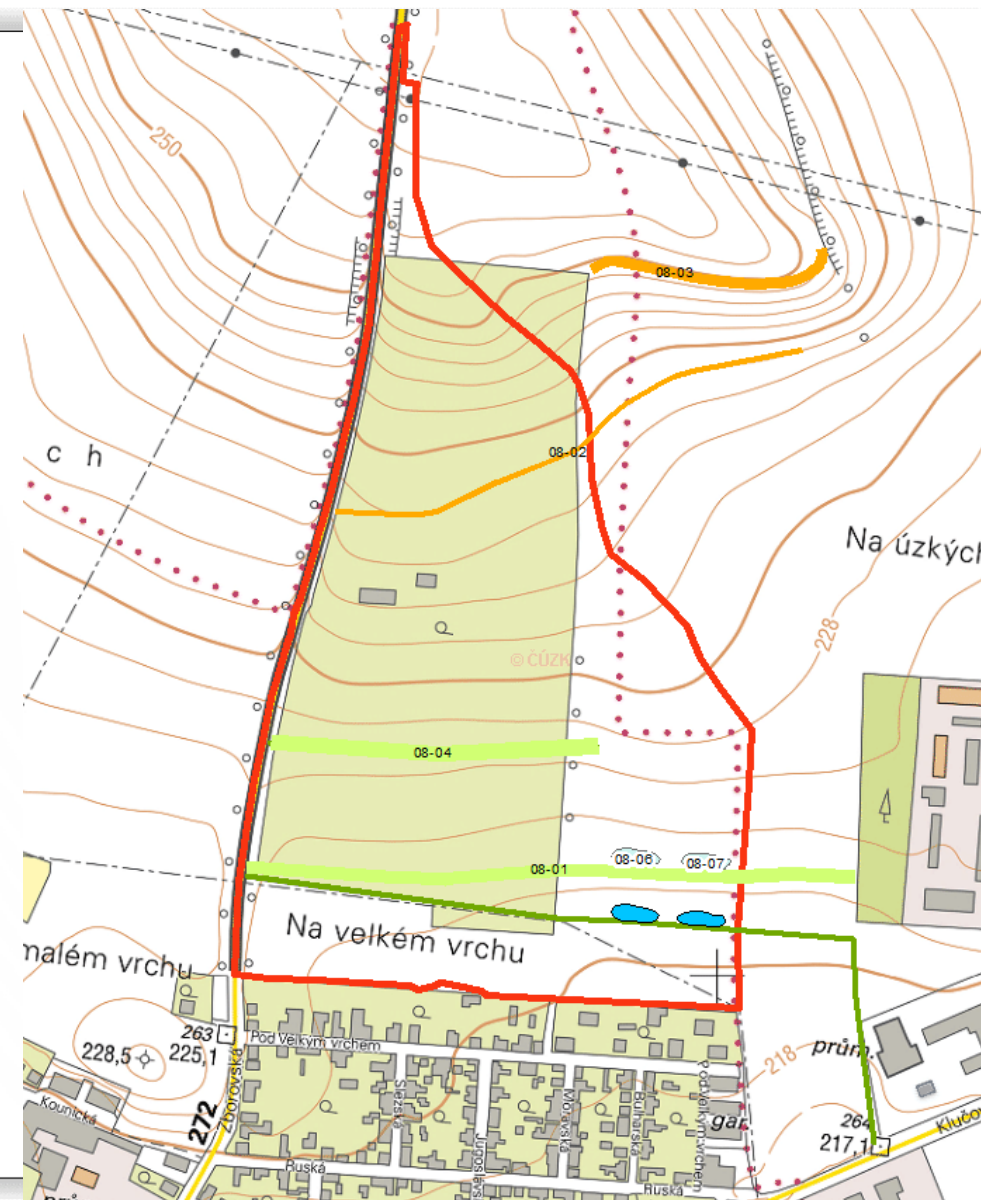 250
08-03
c h
08-02
Na úzkých
228
© ČÚZK
08-04
08-06
08-07
08-01
Na velkém vrchu
malém vrchu
263
225,1
228,5
Pod Velkým vrchem
218
prům.
Kounická
272
Zborovská
Slezská
Moravská
Bulharská
Pod Velkým vrchem
gar.
264
217,1
Klučo
Jugoslávs
Ruská
Ruská